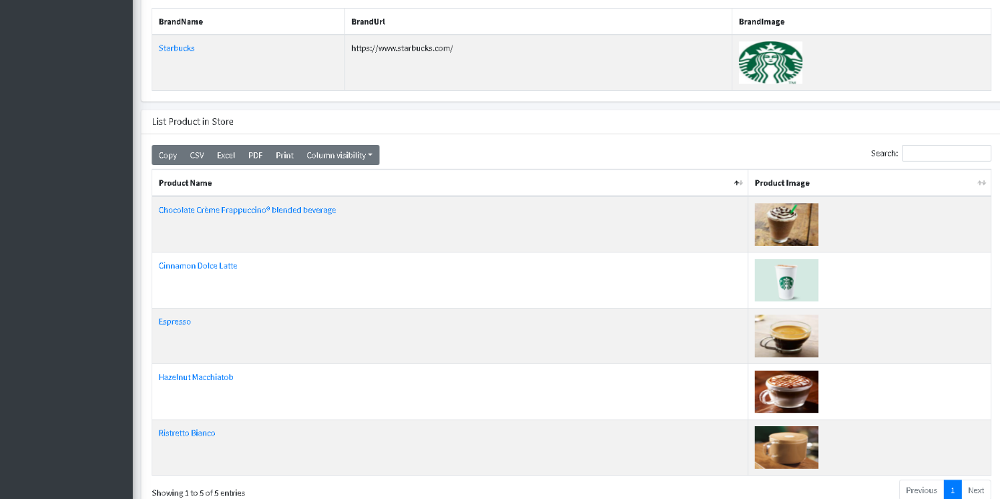 BrandName BrandUrl BrandImage
Starbucks https://www.starbucks.com/
TM
List Product in Store
Copy CSV Excel PDF Print Column visibility Search:
Product Name Product Image
Chocolate Crème Frappuccino® blended beverage
Cinnamon Dolce Latte
Espresso
Hazelnut Macchiatob
Ristretto Bianco
Showing 1 to 5 of 5 entries Previous 1 Next